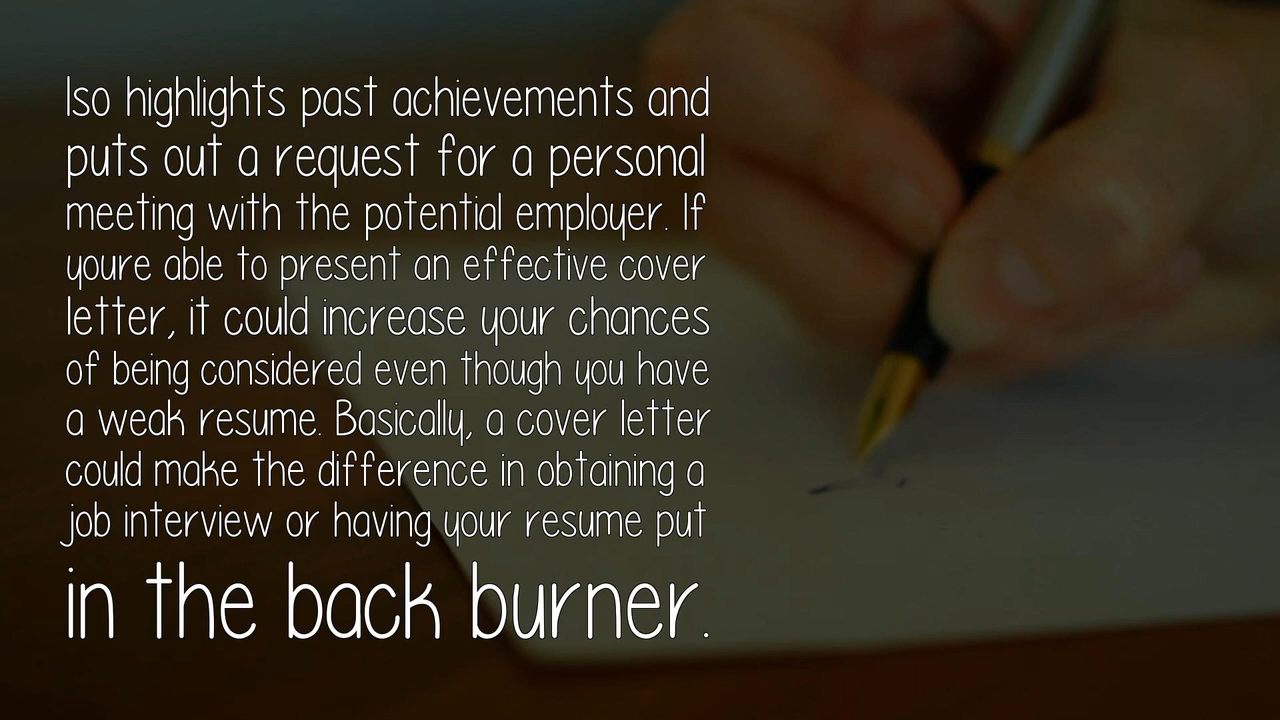 lso highlights past achievements and
puts out a request for a personal
meeting with the potential employer. If
youre able to present an effective cover
letter, it could increase your chances
of being considered even though you have
a weak resume. Basically, a cover letter
could make the difference in obtaining a
job interview or having your resume put
in the back burner.